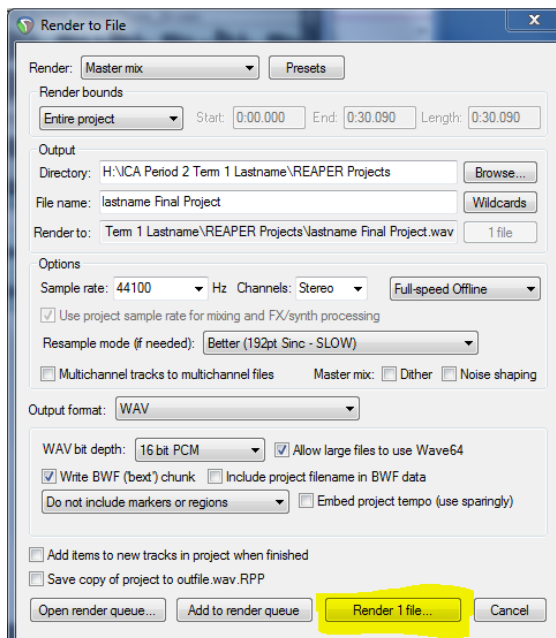 Render to File
x
Render: Master mix Presets
Render bounds
Entire project Start: 0:00.000 End: 0:30.090 Length: 0:30.090
Output
Directory: H:\ICA Period 2 Term 1 Lastname\REAPER Projects Browse...
File name: lastname Final Project Wildcards
Render to: Term 1 Lastname\REAPER Projects\lastname Final Project.wav 1 file
Options
Sample rate: 44100 Hz Channels: Stereo Full-speed Offline
Use project sample rate for mixing and FX/synth processing
Resample mode (if needed): Better (192pt Sinc - SLOW)
Multichannel tracks to multichannel files Master mix: Dither Noise shaping
Output format: WAV
WAV bit depth: 16 bit PCM Allow large files to use Wave64
Write BWF ('bext') chunk Include project filename in BWF data
Do not include markers or regions Embed project tempo (use sparingly)
Add items to new tracks in project when finished
Save copy of project to outfile.wav.RPP
Open render queue... Add to render queue Render 1 file... Cancel